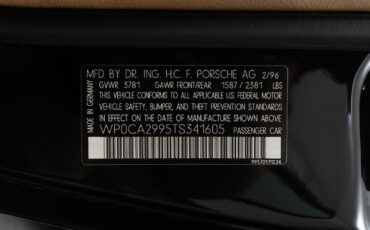 MFG BY DR. ING. H.C. F. PORSCHE AG 2/96
GVWR 3781 GAWR FRONT/REAR 1587 / 2381 LBS
THIS VEHICLE CONFORMS TO ALL APPLICABLE
U.S. FEDERAL MOTOR VEHICLE
SAFETY, BUMPER, AND THEFT PREVENTION STANDARDS
IN EFFECT ON THE DATE OF MANUFACTURE
SHOWN ABOVE.
WP0CA2995TS341605 PASSENGER CAR
MADE IN GERMANY